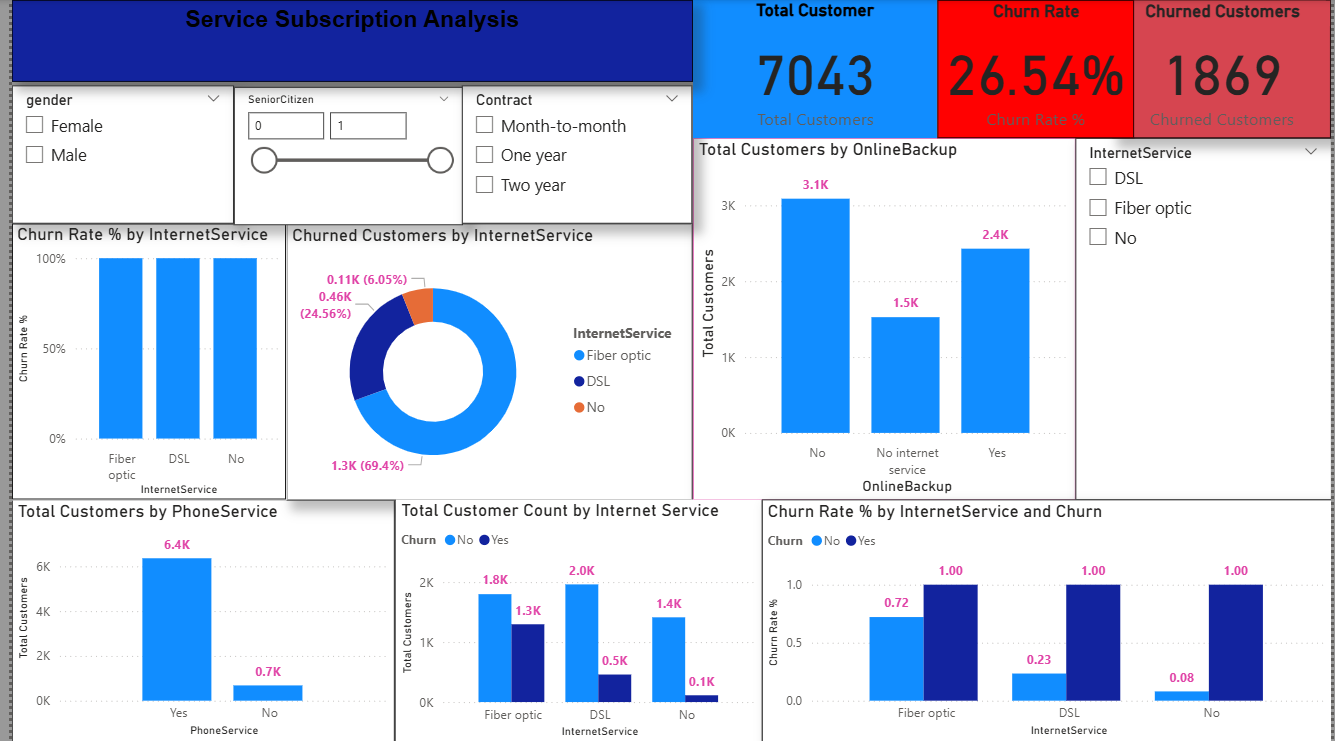 Service Subscription Analysis
Total Customer
7043
Total Customers
Churn Rate
26.54%
Churn Rate %
Churned Customers
1869
Churned Customers
gender
Female
Male
SeniorCitizen
0
1
Contract
Month-to-month
One year
Two year
Total Customers by OnlineBackup
Total Customers
3K
2K
1K
0K
3.1K
1.5K
2.4K
No
No internet
service
Yes
OnlineBackup
InternetService
DSL
Fiber optic
No
Churn Rate % by InternetService
Churn Rate %
100%
50%
0%
Fiber
optic
DSL
No
InternetService
Churned Customers by InternetService
0.11K (6.05%)
0.46K
(24.56%)
1.3K (69.4%)
InternetService
Fiber optic
DSL
No
Total Customers by PhoneService
Total Customers
6K
4K
2K
0K
6.4K
0.7K
Yes
No
PhoneService
Total Customer Count by Internet Service
Churn No Yes
Total Customers
2K
1K
0K
1.8K
1.3K
2.0K
0.5K
1.4K
0.1K
Fiber optic
DSL
No
InternetService
Churn Rate % by InternetService and Churn
Churn No Yes
Churn Rate %
1.0
0.5
0.0
0.72
1.00
0.23
1.00
0.08
1.00
Fiber optic
DSL
No
InternetService